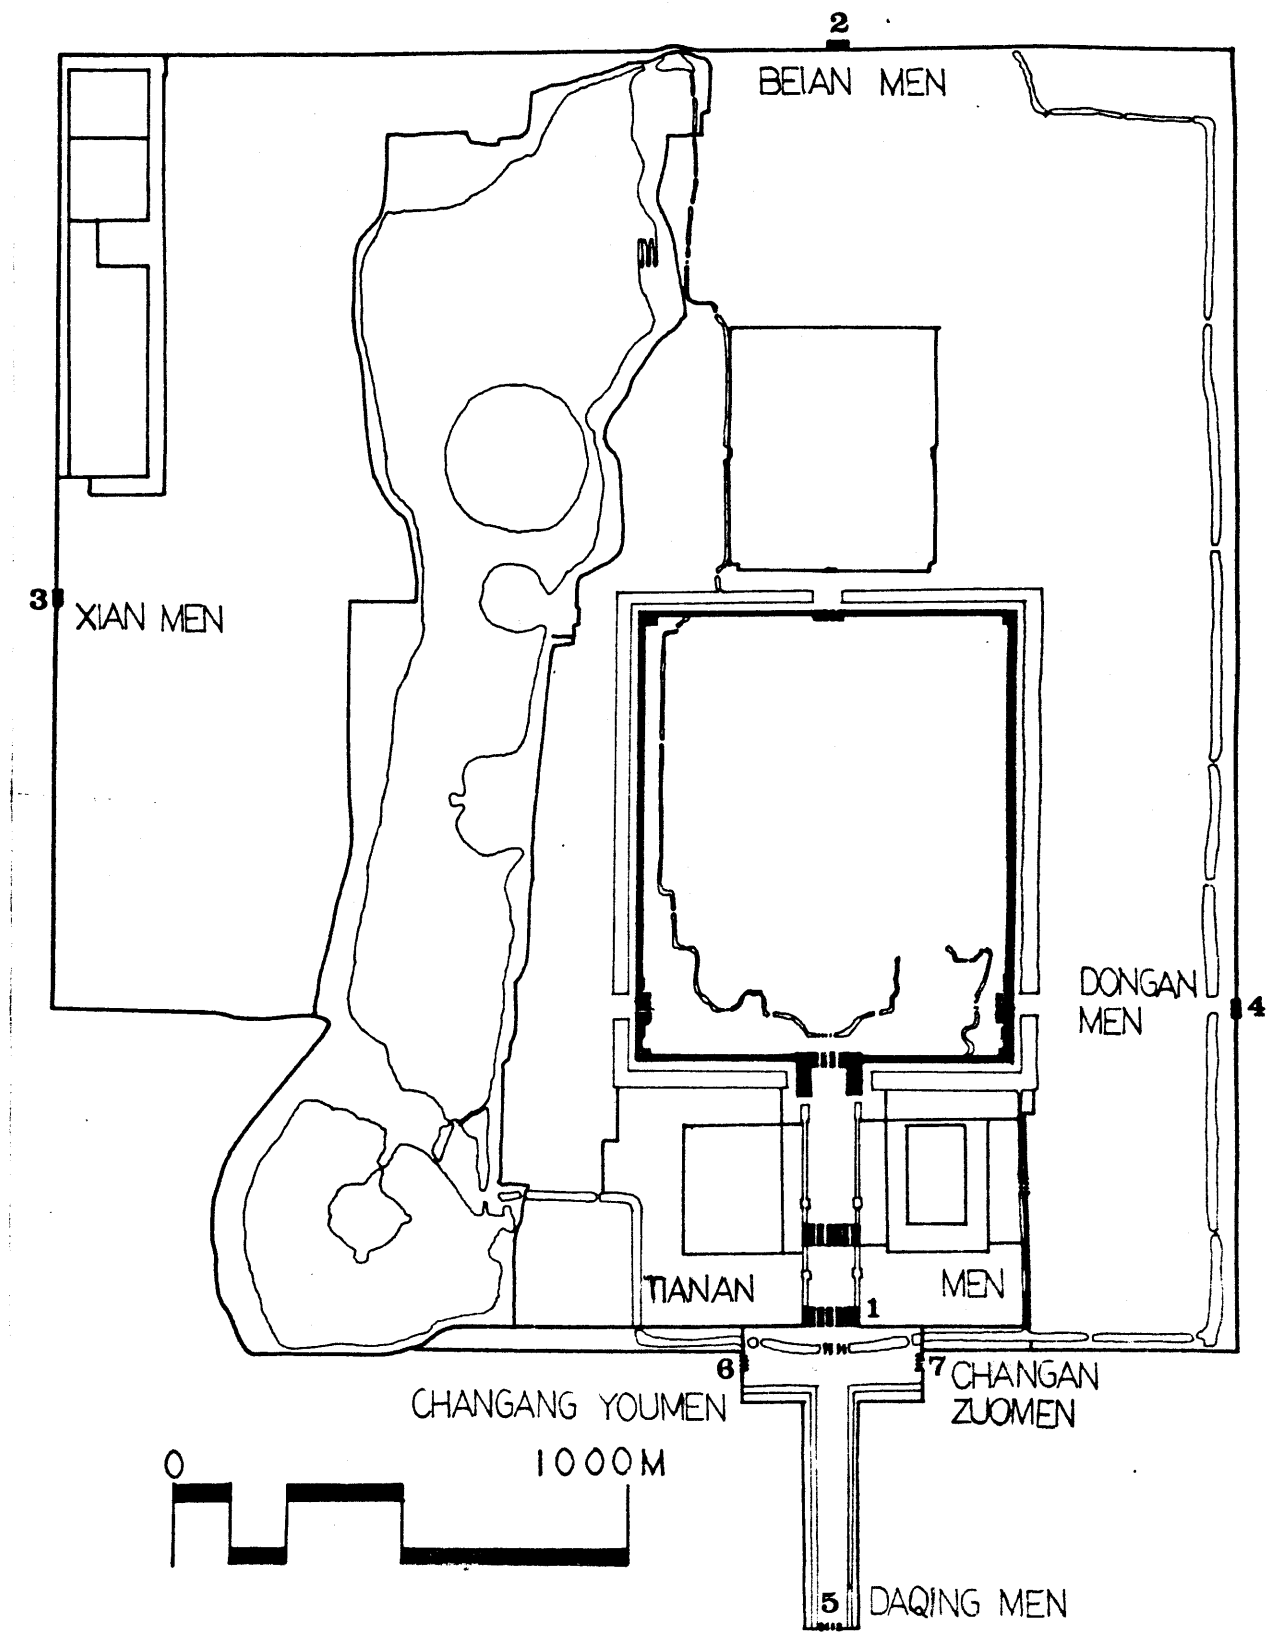 2
BEIAN MEN
3 XIAN MEN
DONGAN
MEN
4
TIANAN MEN
1
6
7
CHANGAN
ZUOMEN
CHANGANG YOUMEN
0 1000M
5 DAQING MEN